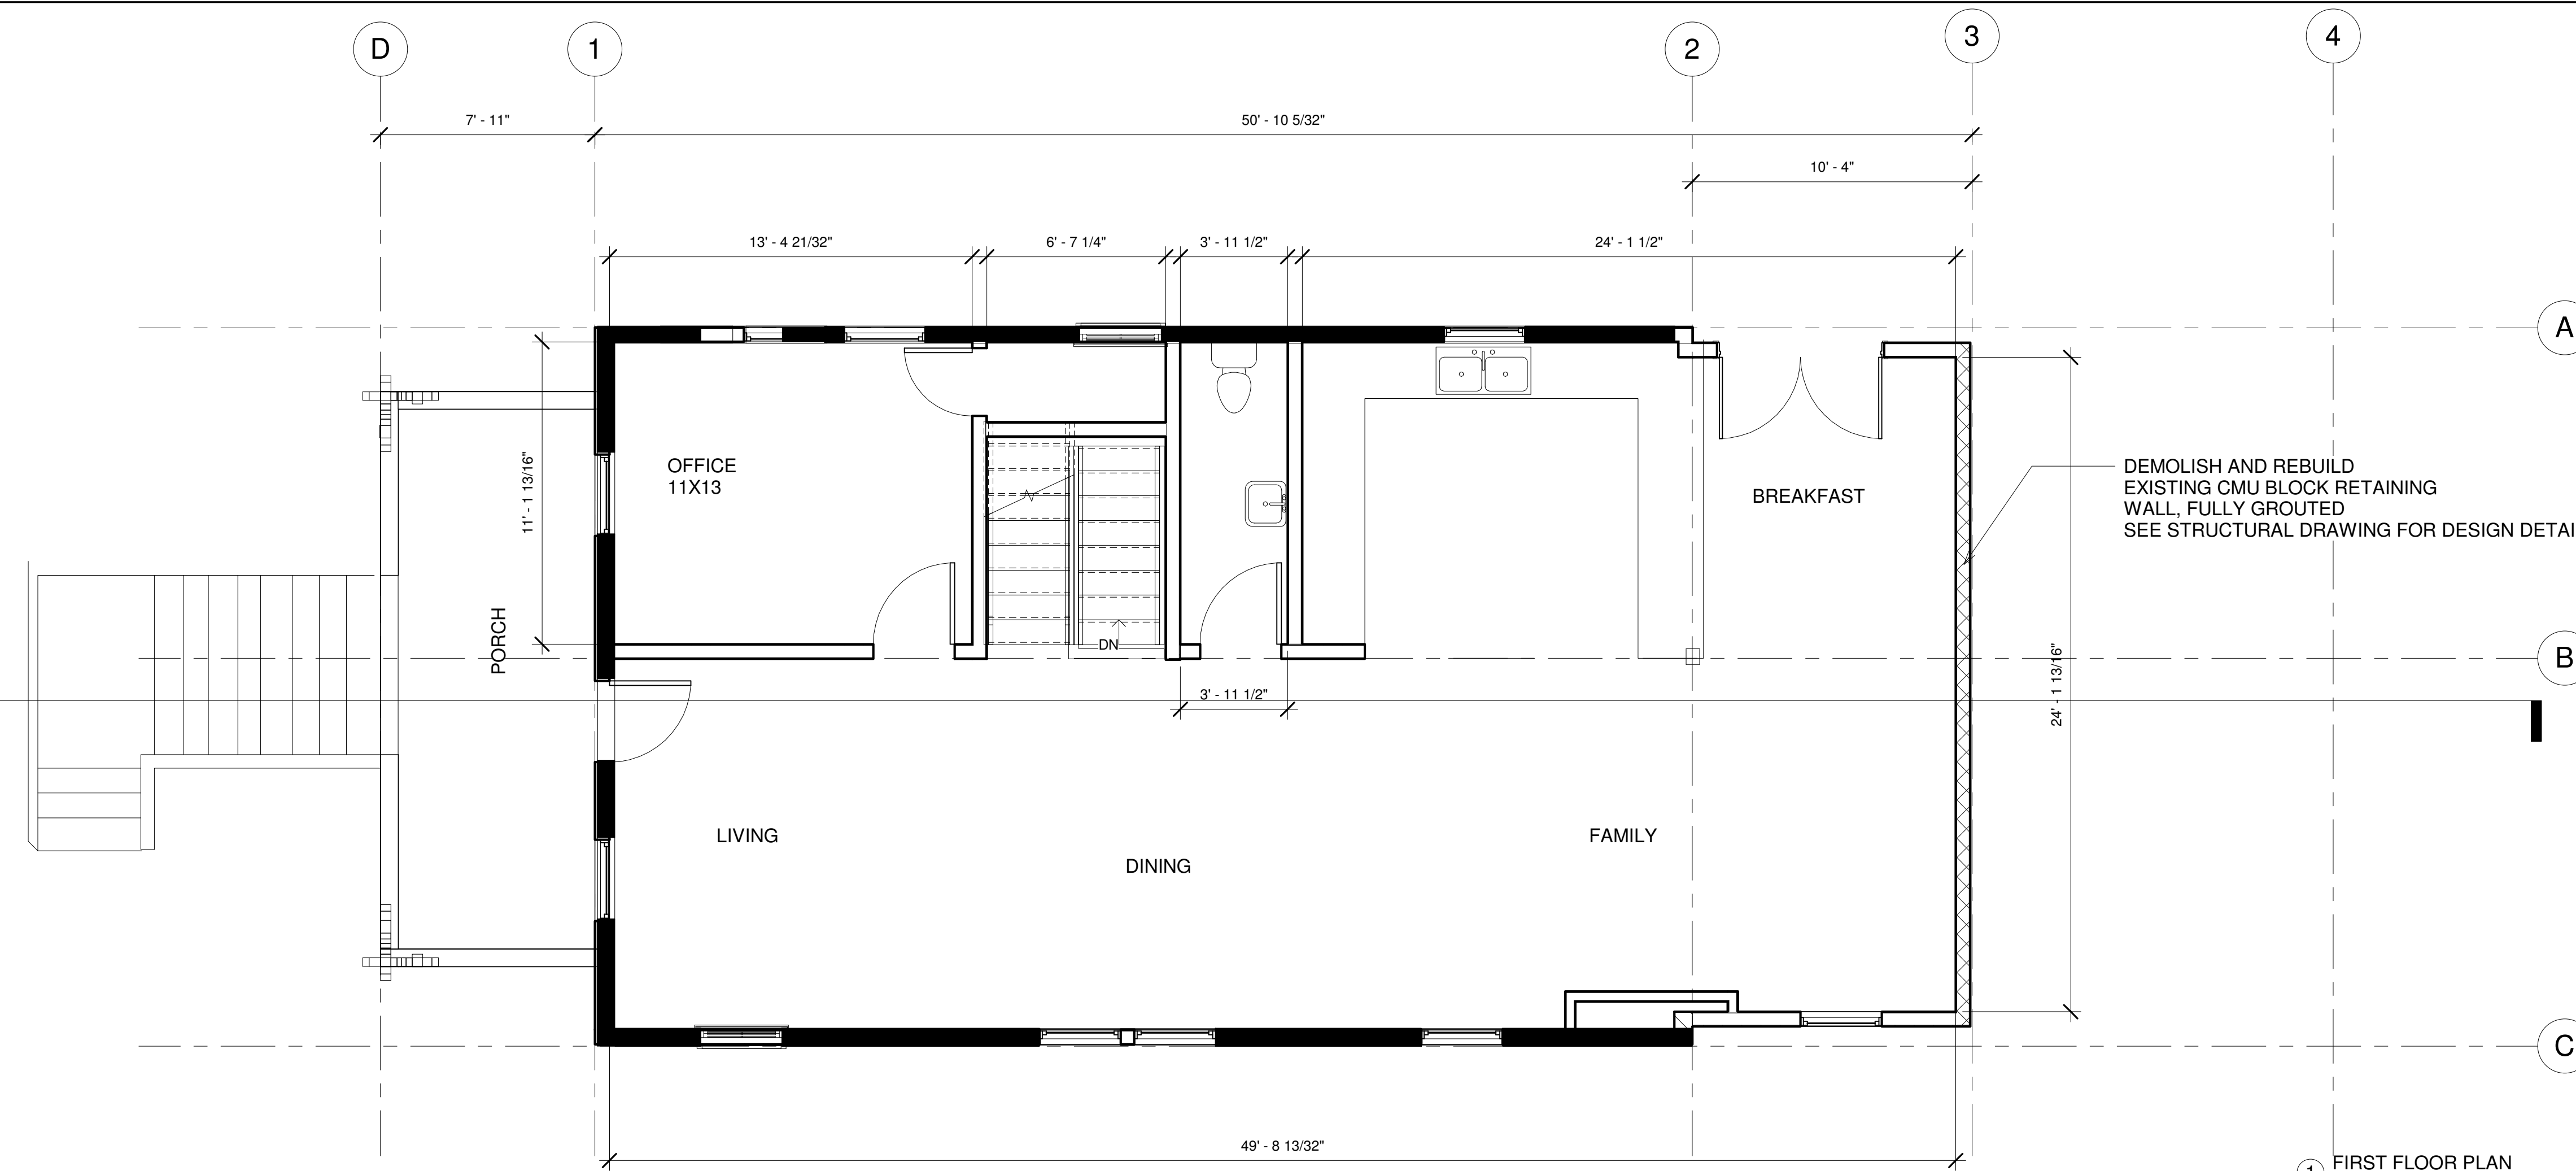 D
1
2
3
4
7' - 11"
50' - 10 5/32"
10' - 4"
13' - 4 21/32"
6' - 7 1/4"
3' - 11 1/2"
24' - 1 1/2"
A
11' - 1 13/16"
OFFICE
11X13
BREAKFAST
DEMOLISH AND REBUILD
EXISTING CMU BLOCK RETAINING
WALL, FULLY GROUTED
SEE STRUCTURAL DRAWING FOR DESIGN DETAI
PORCH
DN
B
24' - 1 13/16"
3' - 11 1/2"
LIVING
DINING
FAMILY
C
49' - 8 13/32"
1
FIRST FLOOR PLAN